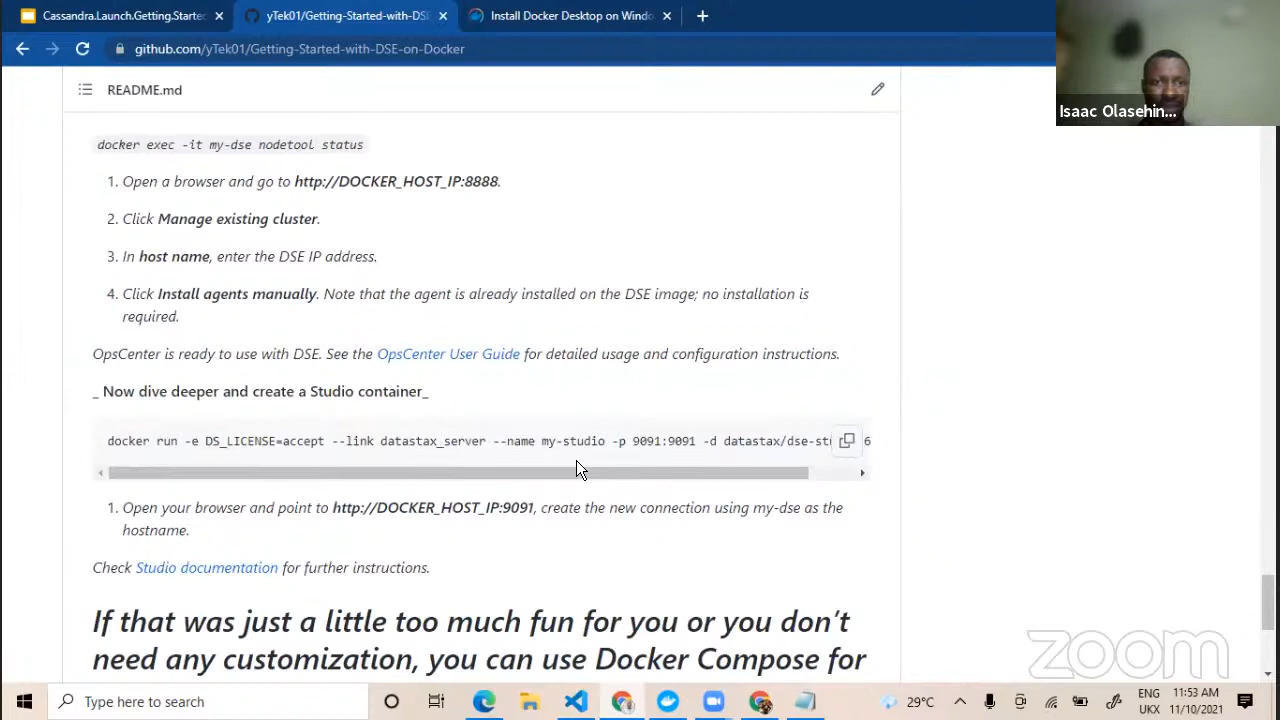 Cassandra.Launch.Getting.Starte
yTek01/Getting-Started-with-DSE
Install Docker Desktop on Windo
github.com/yTek01/Getting-Started-with-DSE-on-Docker
Isaac Olasehin...
README.md
docker exec -it my-dse nodetool status
1. Open a browser and go to http://DOCKER_HOST_IP:8888.
2. Click Manage existing cluster.
3. In host name, enter the DSE IP address.
4. Click Install agents manually. Note that the agent is already installed on the DSE image; no installation is
required.
OpsCenter is ready to use with DSE. See the OpsCenter User Guide for detailed usage and configuration instructions.
_ Now dive deeper and create a Studio container_
docker run -e DS_LICENSE=accept --link datastax_server --name my-studio -p 9091:9091 -d datastax/dse-st 6
1. Open your browser and point to http://DOCKER_HOST_IP:9091, create the new connection using my-dse as the
hostname.
Check Studio documentation for further instructions.
If that was just a little too much fun for you or you don't
need any customization, you can use Docker Compose for
zoom
Type here to search
29°C
ENG
UKX
11:53 AM
11/10/2021